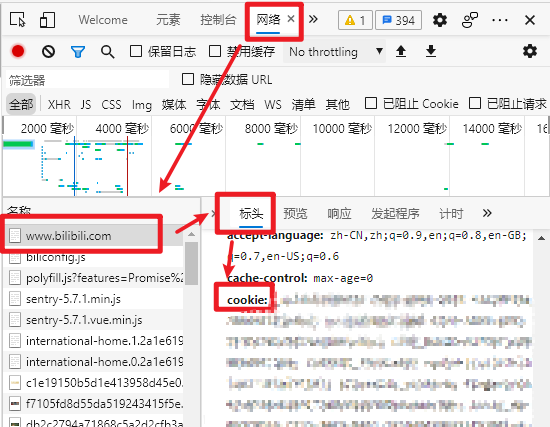 Welcome 元素 控制台 网络 × » 1 394
保留日志 禁用缓存 No throttling
筛选器 隐藏数据 URL
全部 XHR JS CSS Img 媒体 字体 文档 WS 清单 其他 已阻止 Cookie 已阻止请求
2000 毫秒 4000 毫秒 6000 毫秒 8000 毫秒 10000 毫秒 12000 毫秒 14000 毫秒
名称
× 标头 预览 响应 发起程序 计时 »
www.bilibili.com
biliconfig.js
polyfill.js?features=Promise%2
sentry-5.7.1.min.js
sentry-5.7.1.vue.min.js
international-home.1.2a1e619
international-home.0.2a1e619
c1e19150b5d1e413958d45e0.
f7105fd8d55da519243415f5e.
db2c2794a71868c5a2d2cfb3a
accept-language: zh-CN,zh;q=0.9,en;q=0.8,en-GB;
q=0.7,en-US;q=0.6
cache-control: max-age=0
cookie: